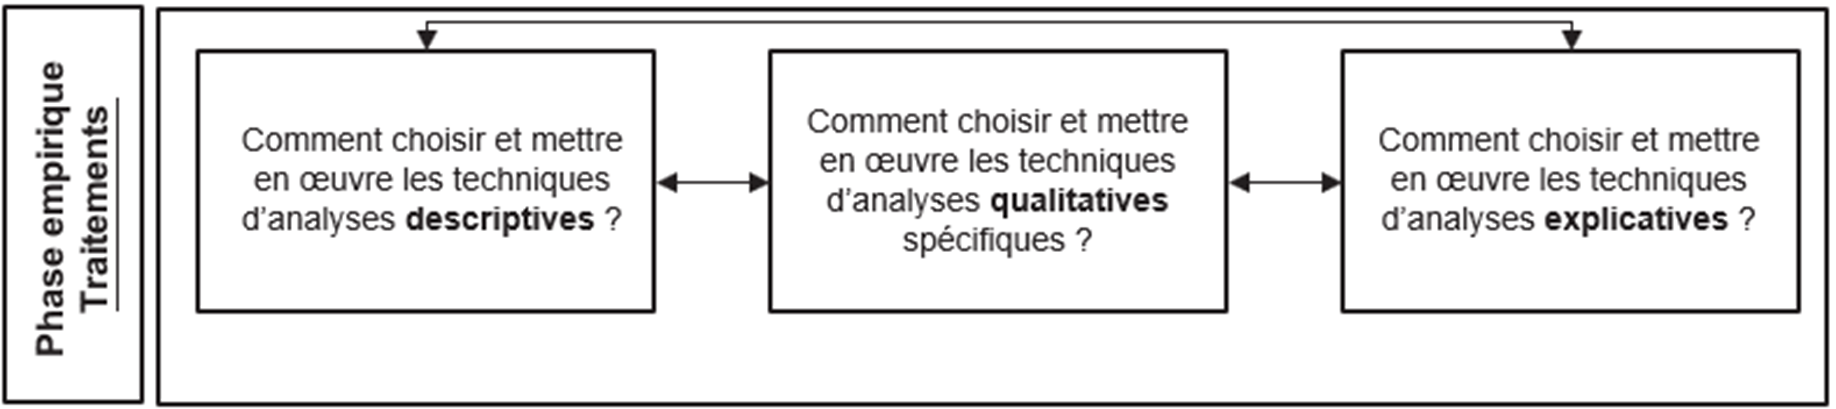 Phase empirique
Traitements
Comment choisir et mettre
en œuvre les techniques
d’analyses descriptives ?
Comment choisir et mettre
en œuvre les techniques
d’analyses qualitatives
spécifiques ?
Comment choisir et mettre
en œuvre les techniques
d’analyses explicatives ?